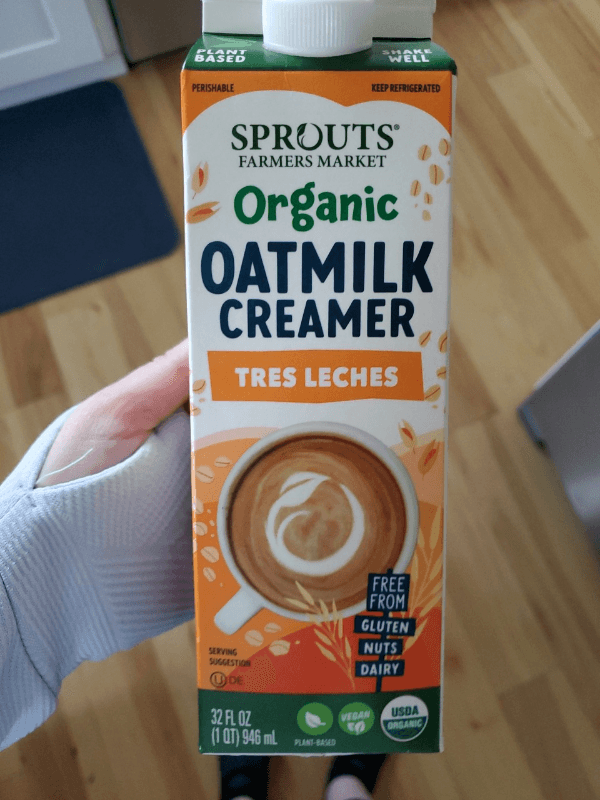 PLANT
BASED
SHAKE
WELL
PERISHABLE
KEEP REFRIGERATED
SPROUTS®
FARMERS MARKET
Organic
OATMILK
CREAMER
TRES LECHES
FREE
FROM
GLUTEN
NUTS
DAIRY
SERVING
SUGGESTION
U DE
32 FL OZ
(1 QT) 946 mL
PLANT-BASED
VEGAN
USDA
ORGANIC